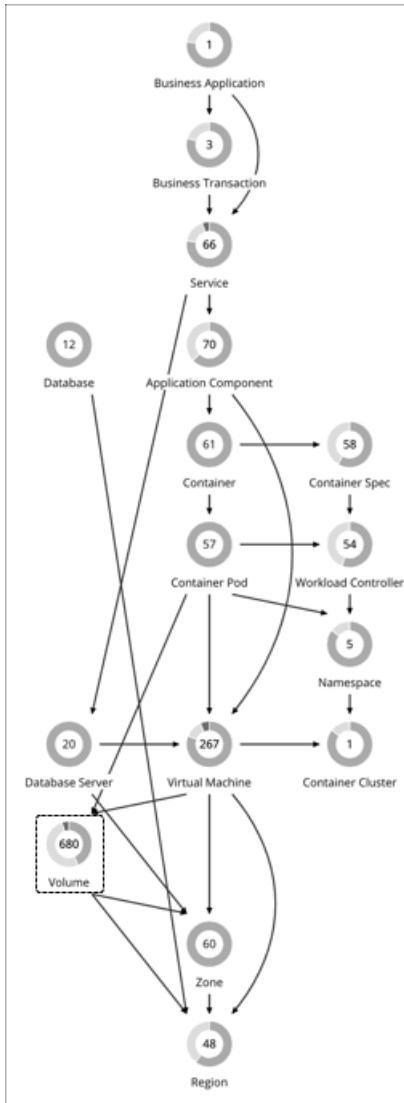 1
Business Application
3
Business Transaction
66
Service
12
Database
70
Application Component
61
Container
58
Container Spec
57
Container Pod
54
Workload Controller
5
Namespace
20
Database Server
267
Virtual Machine
1
Container Cluster
680
Volume
60
Zone
48
Region